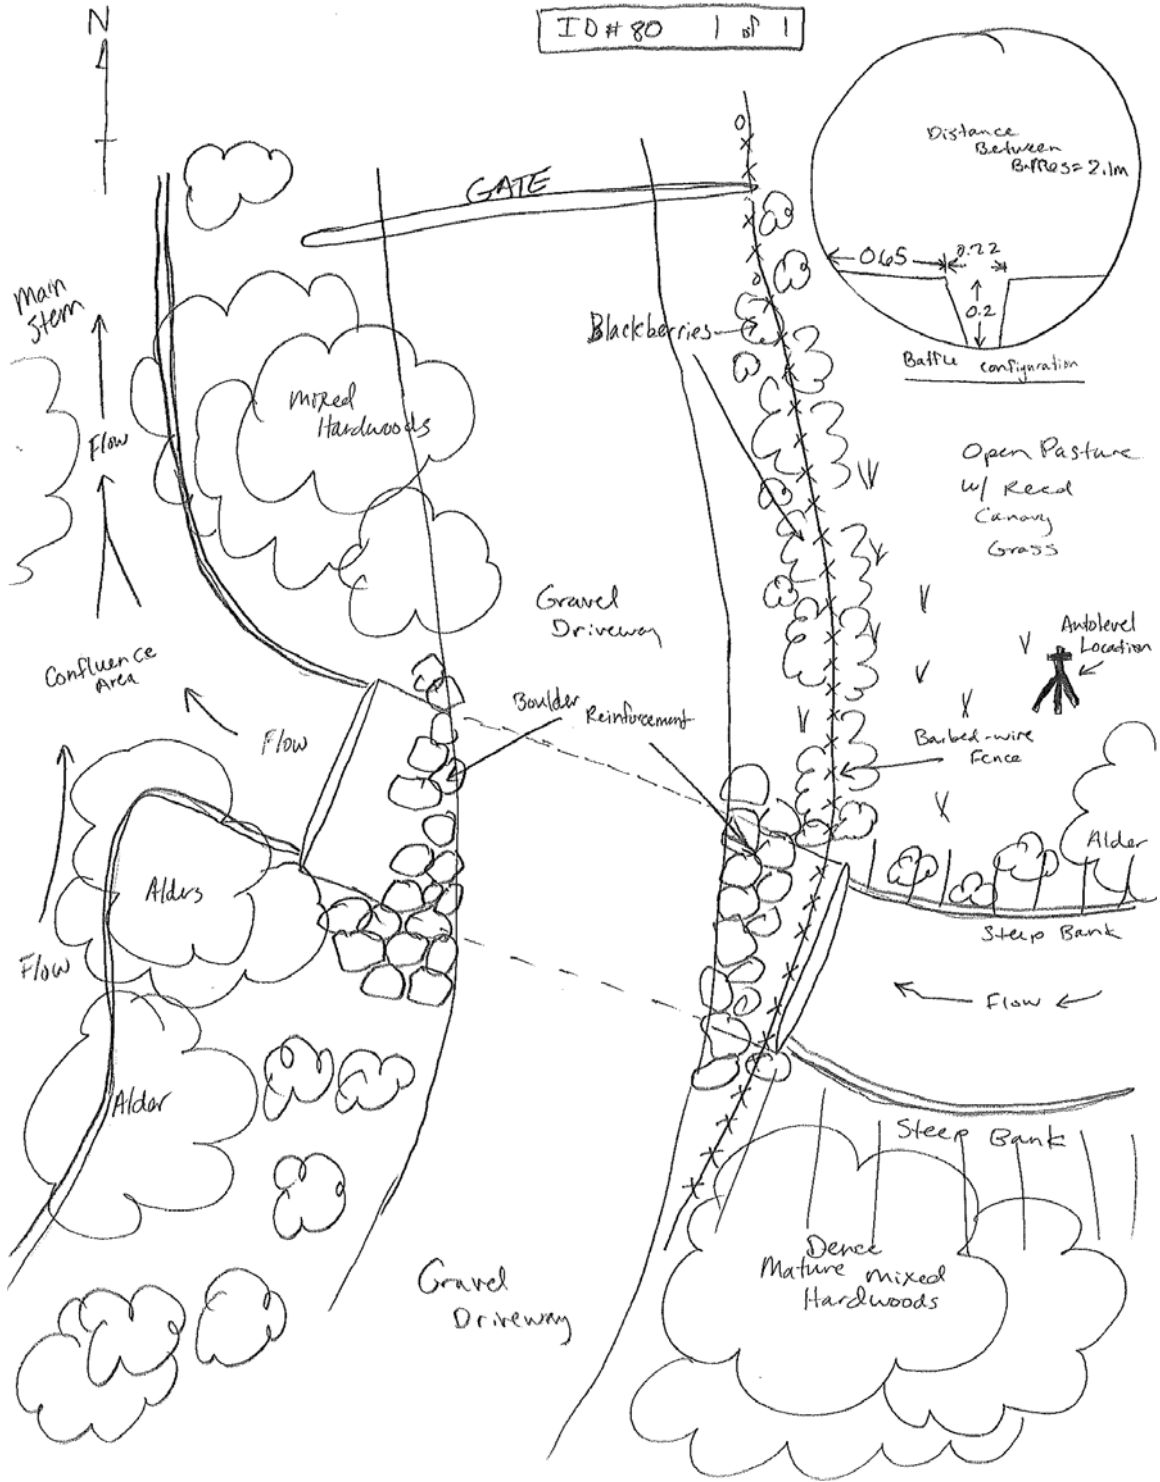 N
ID # 80 1 of 1
Distance
Between
Baffles = 2.1m
GATE
0.65
0.22
0.2
Baffle configuration
Main
Stem
Blackberries
Mixed
Hardwoods
Flow
Open Pasture
w/ Reed
Canary
Grass
Gravel
Driveway
Autolevel
Location
Confluence
Area
Boulder
Reinforcement
Flow
Barbed-wire
Fence
Alder
Alders
Steep Bank
Flow
Flow
Alder
Steep Bank
Dence
Mature Mixed
Hardwoods
Gravel
Driveway